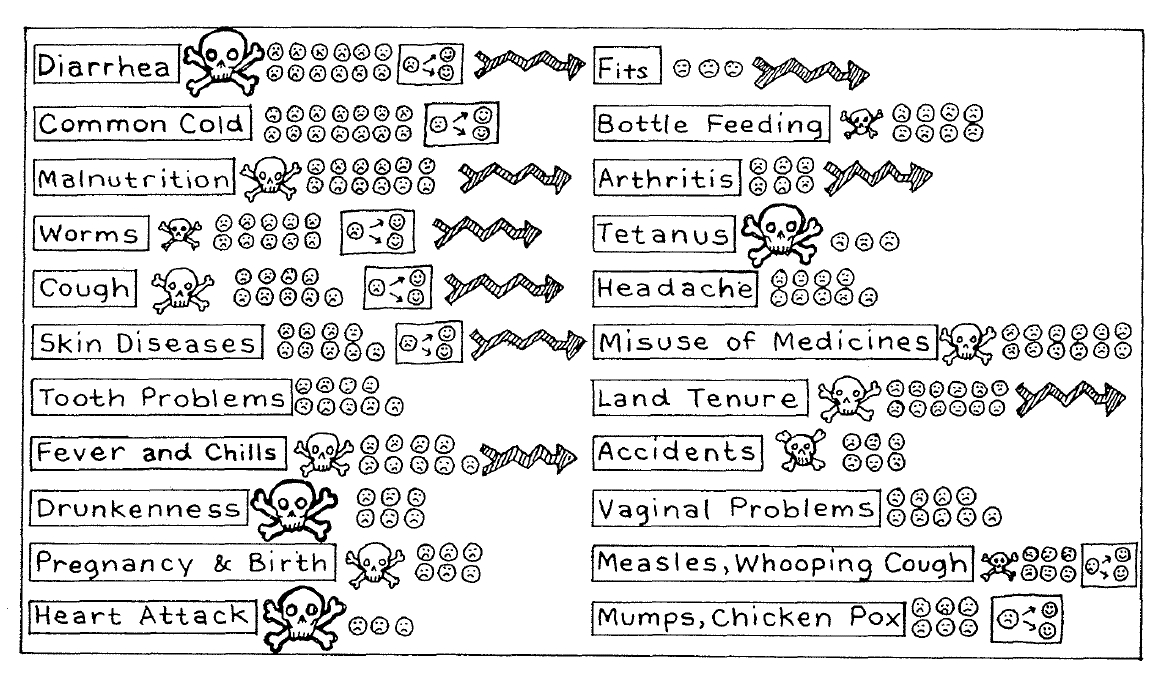 Diarrhea
Common Cold
Malnutrition
Worms
Cough
Skin Diseases
Tooth Problems
Fever and Chills
Drunkenness
Pregnancy & Birth
Heart Attack
Fits
Bottle Feeding
Arthritis
Tetanus
Headache
Misuse of Medicines
Land Tenure
Accidents
Vaginal Problems
Measles, Whooping Cough
Mumps, Chicken Pox